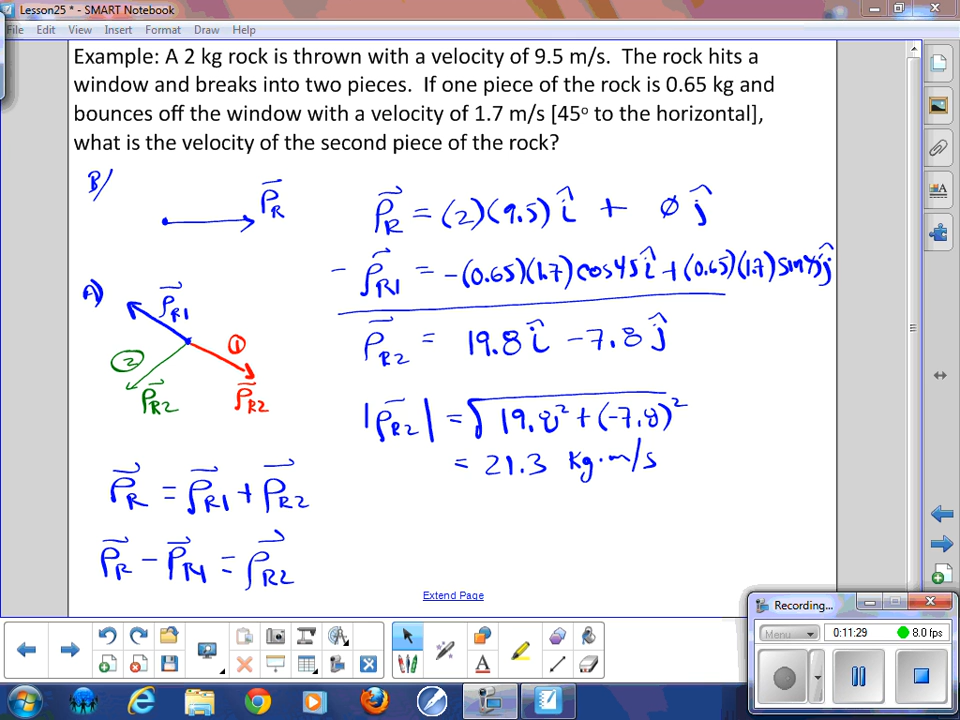 Lesson25 * - SMART Notebook
File Edit View Insert Format Draw Help
Example: A 2 kg rock is thrown with a velocity of 9.5 m/s. The rock hits a
window and breaks into two pieces. If one piece of the rock is 0.65 kg and
bounces off the window with a velocity of 1.7 m/s [45° to the horizontal],
what is the velocity of the second piece of the rock?
B/
P⃗R
P⃗R = (2)(9.5) î + ∅ ĵ
- P⃗R1 = -(0.65)(1.7) cos45 î + (0.65)(1.7) sin45 ĵ
P⃗R2 = 19.8 î - 7.8 ĵ
A)
P⃗R1
①
②
P⃗R2
P⃗R2
|P⃗R2| = √19.8² + (-7.8)²
= 21.3 kg·m/s
P⃗R = P⃗R1 + P⃗R2
P⃗R - P⃗R1 = P⃗R2
Extend Page
Recording...
Menu
0:11:29
8.0 fps